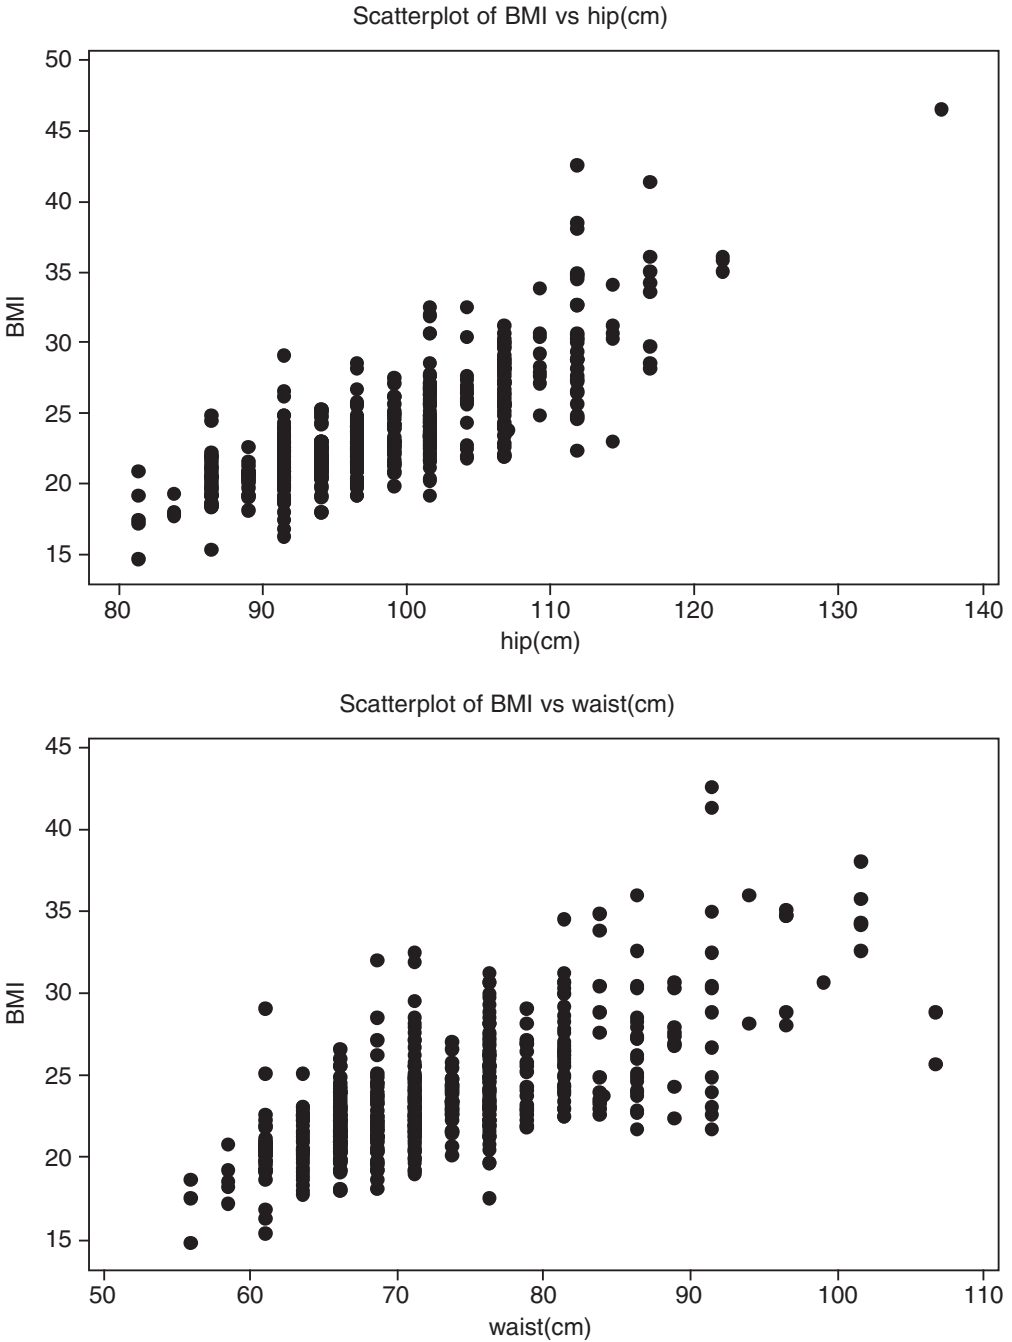 Scatterplot of BMI vs hip(cm)
50
45
40
35
30
25
20
15
BMI
80 90 100 110 120 130 140
hip(cm)
Scatterplot of BMI vs waist(cm)
45
40
35
30
25
20
15
BMI
50 60 70 80 90 100 110
waist(cm)